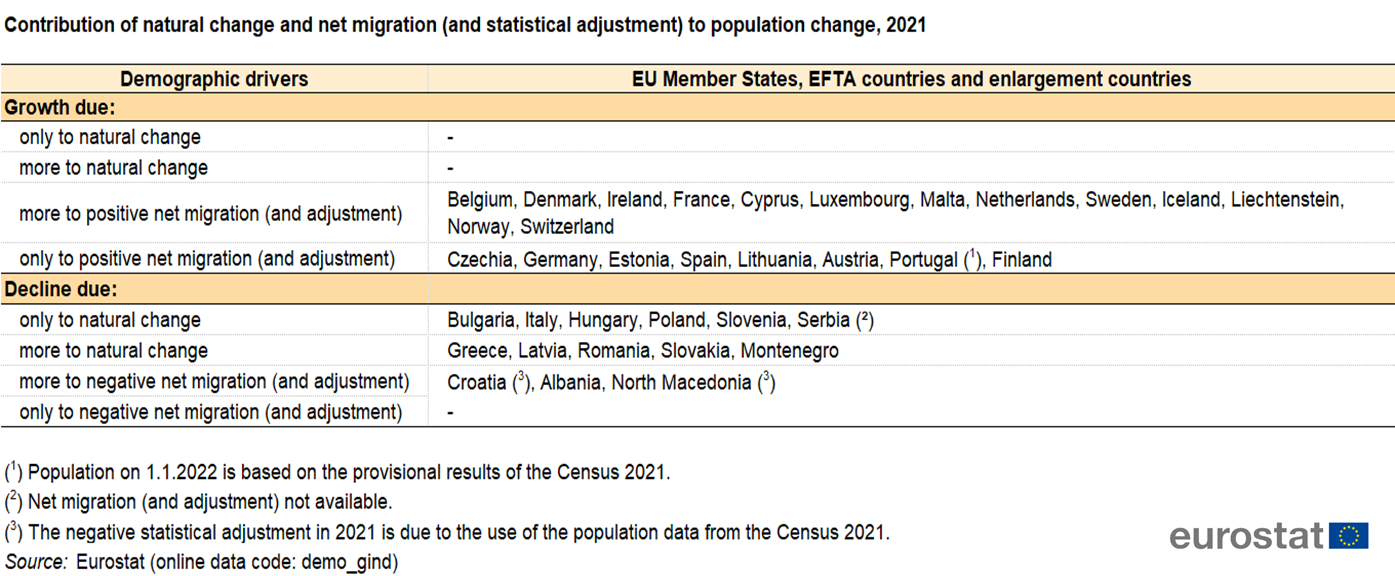 Contribution of natural change and net migration (and statistical adjustment) to population change, 2021
Demographic drivers EU Member States, EFTA countries and enlargement countries
Growth due:
only to natural change -
more to natural change -
more to positive net migration (and adjustment) Belgium, Denmark, Ireland, France, Cyprus, Luxembourg, Malta, Netherlands, Sweden, Iceland, Liechtenstein,
Norway, Switzerland
only to positive net migration (and adjustment) Czechia, Germany, Estonia, Spain, Lithuania, Austria, Portugal (¹), Finland
Decline due:
only to natural change Bulgaria, Italy, Hungary, Poland, Slovenia, Serbia (²)
more to natural change Greece, Latvia, Romania, Slovakia, Montenegro
more to negative net migration (and adjustment) Croatia (³), Albania, North Macedonia (³)
only to negative net migration (and adjustment) -
(¹) Population on 1.1.2022 is based on the provisional results of the Census 2021.
(²) Net migration (and adjustment) not available.
(³) The negative statistical adjustment in 2021 is due to the use of the population data from the Census 2021.
Source: Eurostat (online data code: demo_gind)
eurostat